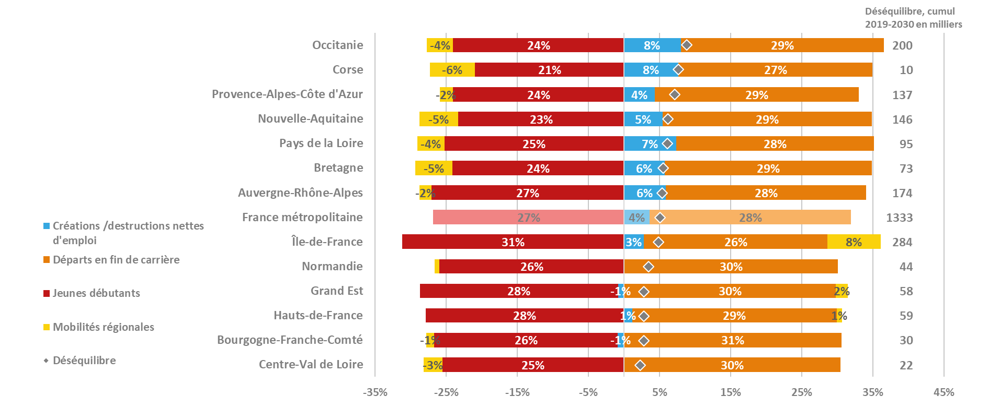 Déséquilibre, cumul
2019-2030 en milliers
Occitanie -4% 24% 8% 29% 200
Corse -6% 21% 8% 27% 10
Provence-Alpes-Côte d'Azur -2% 24% 4% 29% 137
Nouvelle-Aquitaine -5% 23% 5% 29% 146
Pays de la Loire -4% 25% 7% 28% 95
Bretagne -5% 24% 6% 29% 73
Auvergne-Rhône-Alpes -2% 27% 6% 28% 174
France métropolitaine 27% 4% 28% 1333
Île-de-France 31% 3% 26% 8% 284
Normandie 26% 30% 44
Grand Est 28% -1% 30% 2% 58
Hauts-de-France 28% 1% 29% 1% 59
Bourgogne-Franche-Comté -1% 26% -1% 31% 30
Centre-Val de Loire -3% 25% 30% 22
Créations /destructions nettes
d'emploi
Départs en fin de carrière
Jeunes débutants
Mobilités régionales
Déséquilibre
-35% -25% -15% -5% 5% 15% 25% 35% 45%